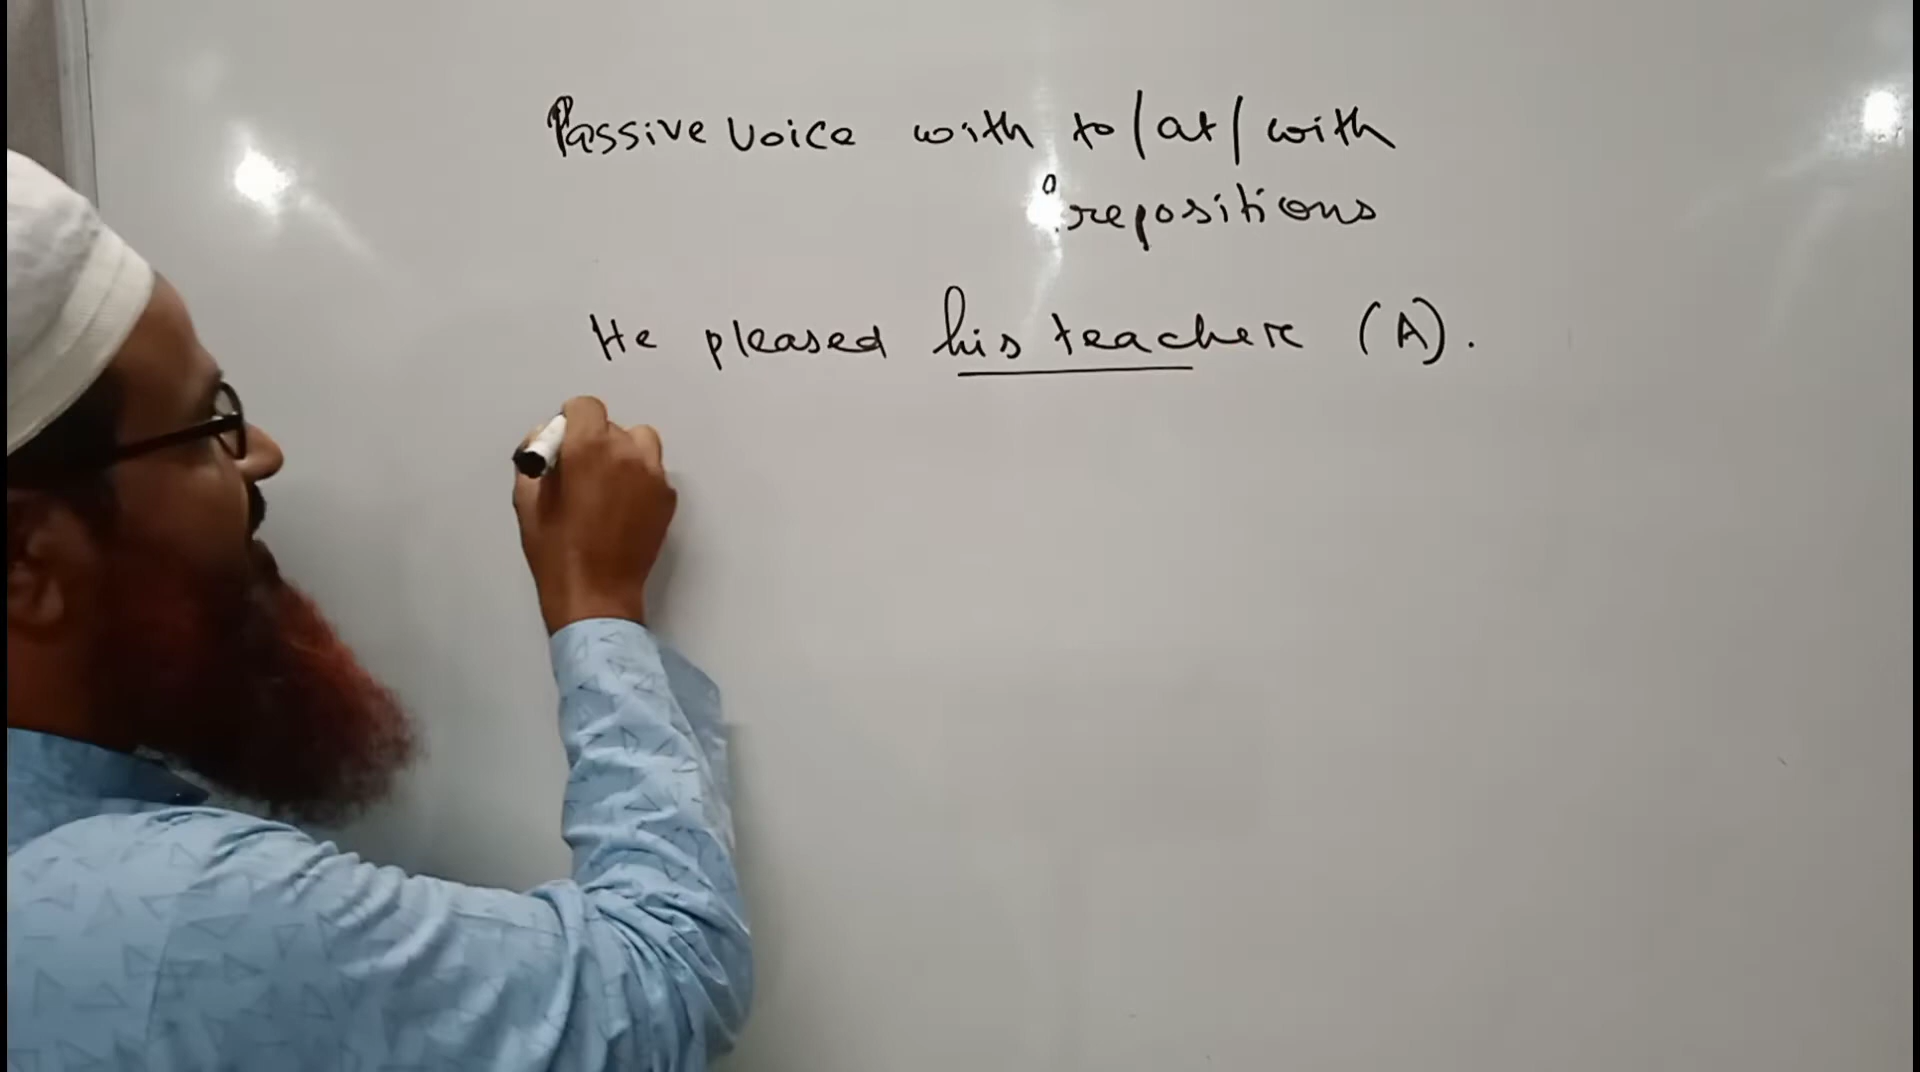 Passive Voice with to/at/with
Prepositions
He pleased his teacher (A).